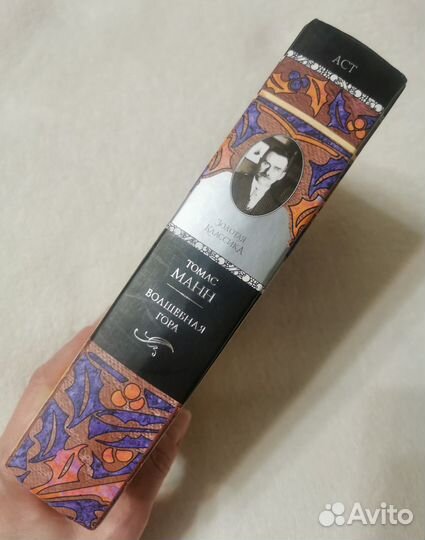 АСТ
ЗОЛОТАЯ
КЛАССИКА
ТОМАС
МАНН
ВОЛШЕБНАЯ
ГОРА
Avito